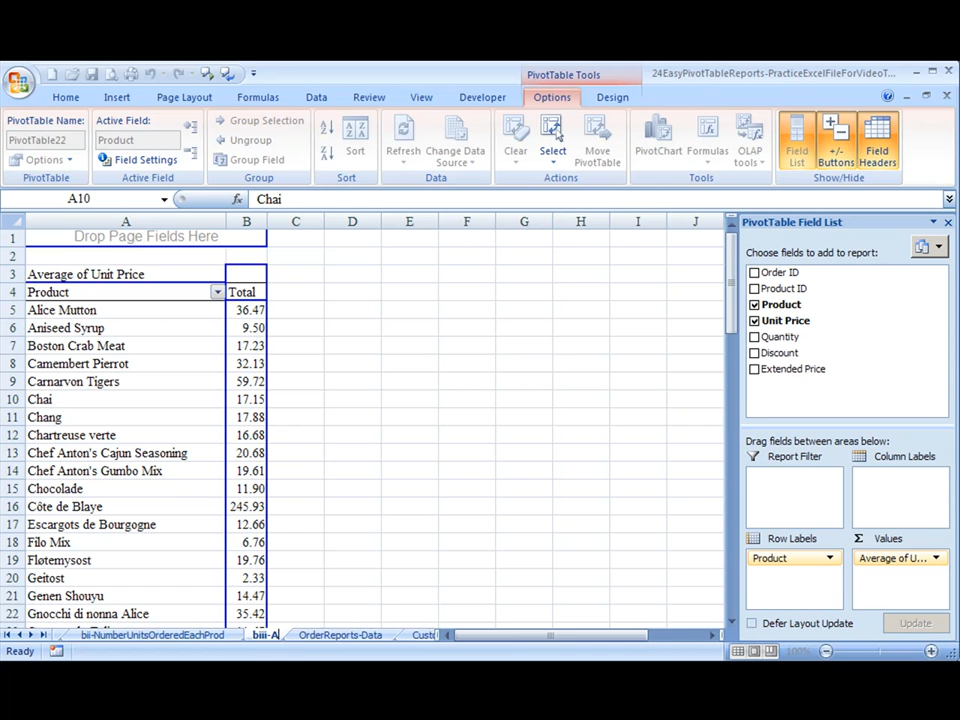 PivotTable Tools
24EasyPivotTableReports-PracticeExcelFileForVideoT...
Home Insert Page Layout Formulas Data Review View Developer Options Design
PivotTable Name:
PivotTable22
Options
PivotTable
Active Field:
Product
Field Settings
Active Field
Group Selection
Ungroup
Group Field
Group
Sort
Sort
Refresh
Change Data
Source
Data
Clear
Select
Move
PivotTable
Actions
PivotChart
Formulas
OLAP
tools
Tools
Field
List
+/-
Buttons
Field
Headers
Show/Hide
A10 fx Chai
A B C D E F G H I J
1 Drop Page Fields Here
2
3 Average of Unit Price
4 Product Total
5 Alice Mutton 36.47
6 Aniseed Syrup 9.50
7 Boston Crab Meat 17.23
8 Camembert Pierrot 32.13
9 Carnarvon Tigers 59.72
10 Chai 17.15
11 Chang 17.88
12 Chartreuse verte 16.68
13 Chef Anton's Cajun Seasoning 20.68
14 Chef Anton's Gumbo Mix 19.61
15 Chocolade 11.90
16 Côte de Blaye 245.93
17 Escargots de Bourgogne 12.66
18 Filo Mix 6.76
19 Fløtemysost 19.76
20 Geitost 2.33
21 Genen Shouyu 14.47
22 Gnocchi di nonna Alice 35.42
bii-NumberUnitsOrderedEachProd biii-A OrderReports-Data
Ready
100%
PivotTable Field List
Choose fields to add to report:
Order ID
Product ID
Product
Unit Price
Quantity
Discount
Extended Price
Drag fields between areas below:
Report Filter Column Labels
Row Labels Σ Values
Product Average of U...
Defer Layout Update Update